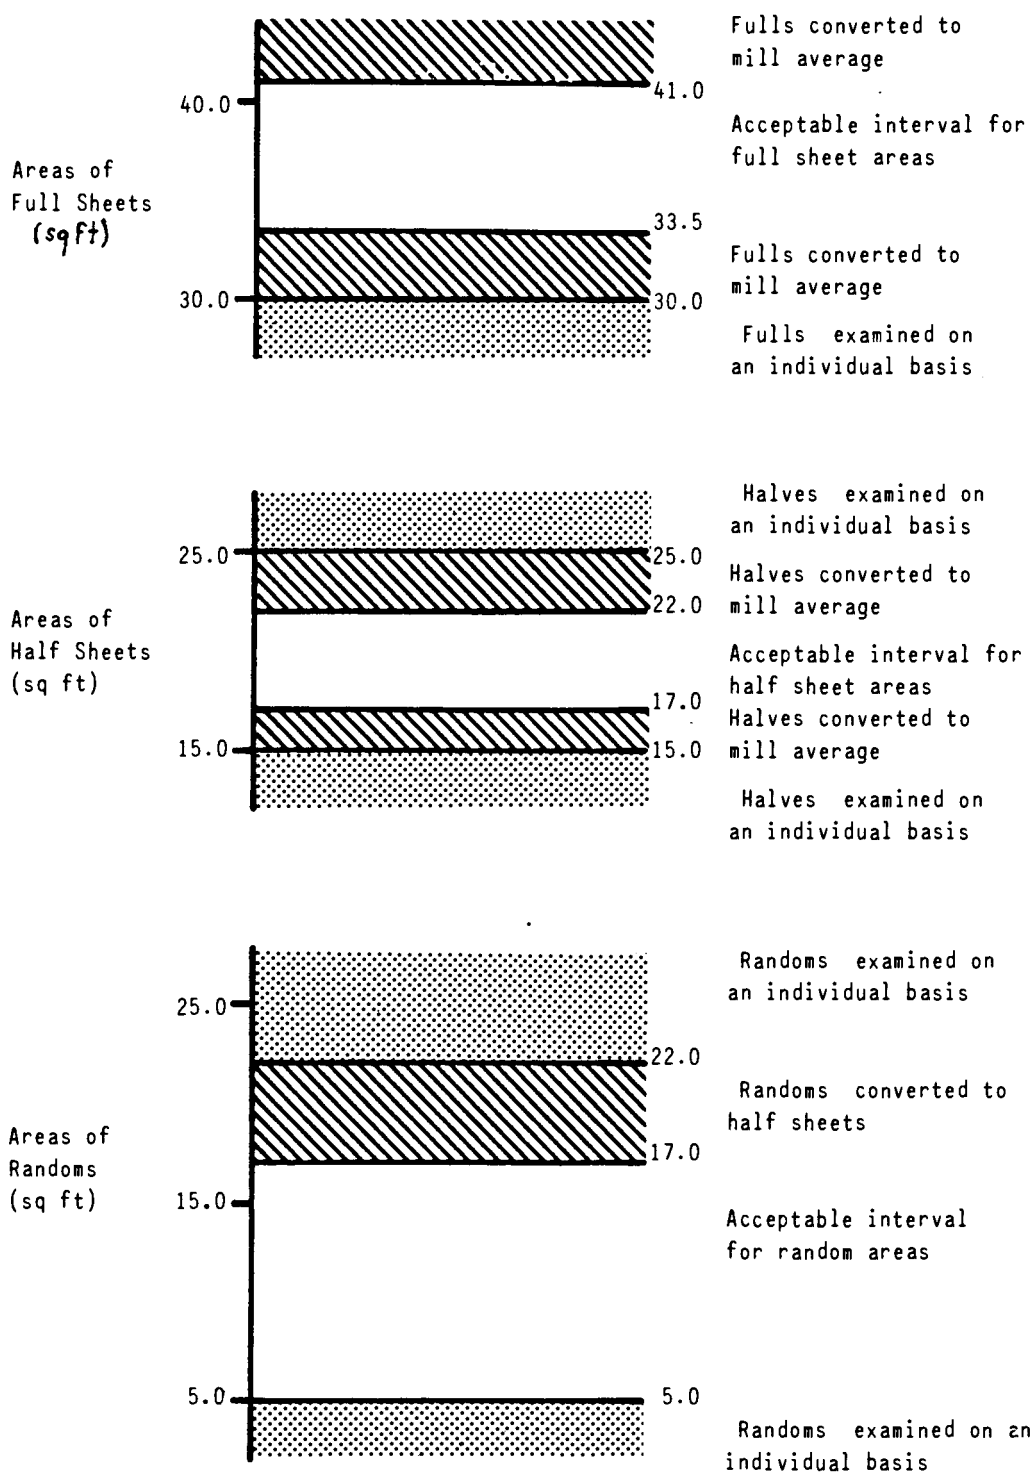 Fulls converted to
mill average
41.0
40.0
Acceptable interval for
full sheet areas
Areas of
Full Sheets
(sq ft)
33.5
Fulls converted to
mill average
30.0
30.0
Fulls examined on
an individual basis
Halves examined on
an individual basis
25.0
25.0
Halves converted to
mill average
22.0
Areas of
Half Sheets
(sq ft)
Acceptable interval for
half sheet areas
17.0
Halves converted to
mill average
15.0
15.0
Halves examined on
an individual basis
Randoms examined on
an individual basis
25.0
22.0
Randoms converted to
half sheets
17.0
Areas of
Randoms
(sq ft)
15.0
Acceptable interval
for random areas
5.0
5.0
Randoms examined on an
individual basis